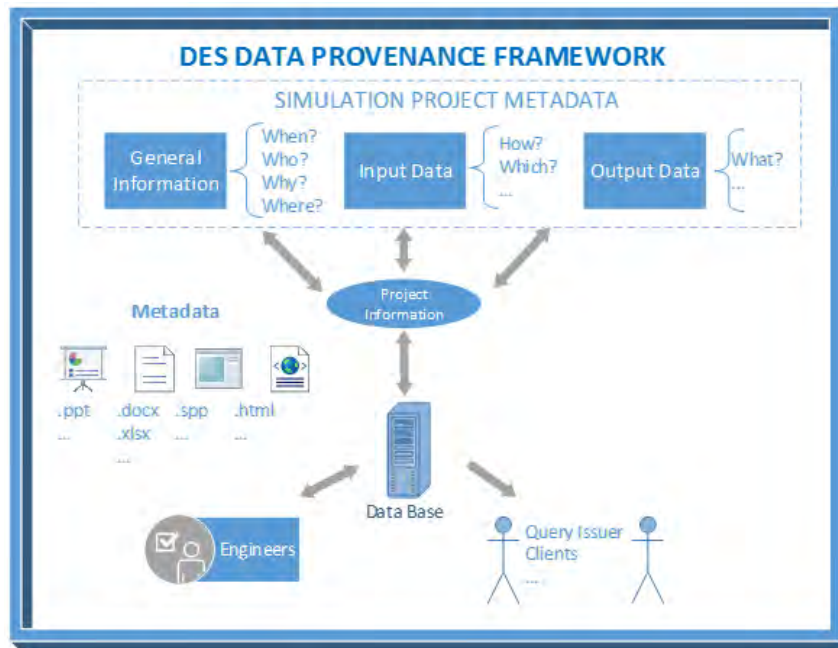 DES DATA PROVENANCE FRAMEWORK
SIMULATION PROJECT METADATA
General
Information
When?
Who?
Why?
Where?
Input Data
How?
Which?
...
Output Data
What?
...
Project
Information
Metadata
.ppt
...
.docx
.xlsx
...
.spp
...
.html
...
Data Base
Engineers
Query Issuer
Clients
...